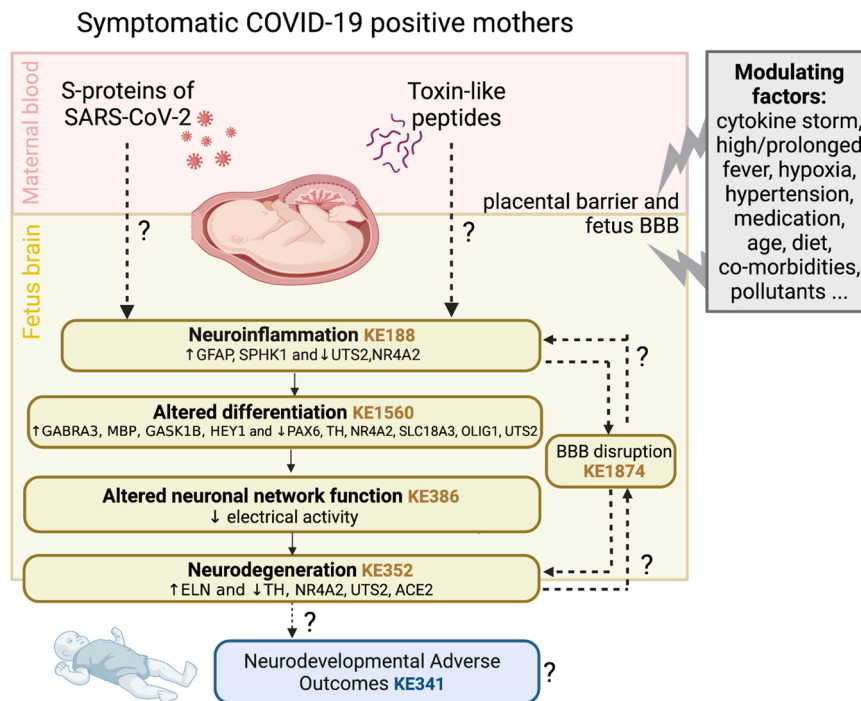 Symptomatic COVID-19 positive mothers
Maternal blood
S-proteins of
SARS-CoV-2
Toxin-like
peptides
Modulating
factors:
cytokine storm,
high/prolonged
fever, hypoxia,
hypertension,
medication,
age, diet,
co-morbidities,
pollutants ...
placental barrier and
fetus BBB
?
?
Fetus brain
Neuroinflammation KE188
↑GFAP, SPHK1 and↓UTS2,NR4A2
?
Altered differentiation KE1560
↑GABRA3, MBP, GASK1B, HEY1 and ↓PAX6, TH, NR4A2, SLC18A3, OLIG1, UTS2
BBB disruption
KE1874
Altered neuronal network function KE386
↓ electrical activity
Neurodegeneration KE352
↑ELN and ↓TH, NR4A2, UTS2, ACE2
?
?
Neurodevelopmental Adverse
Outcomes KE341
?